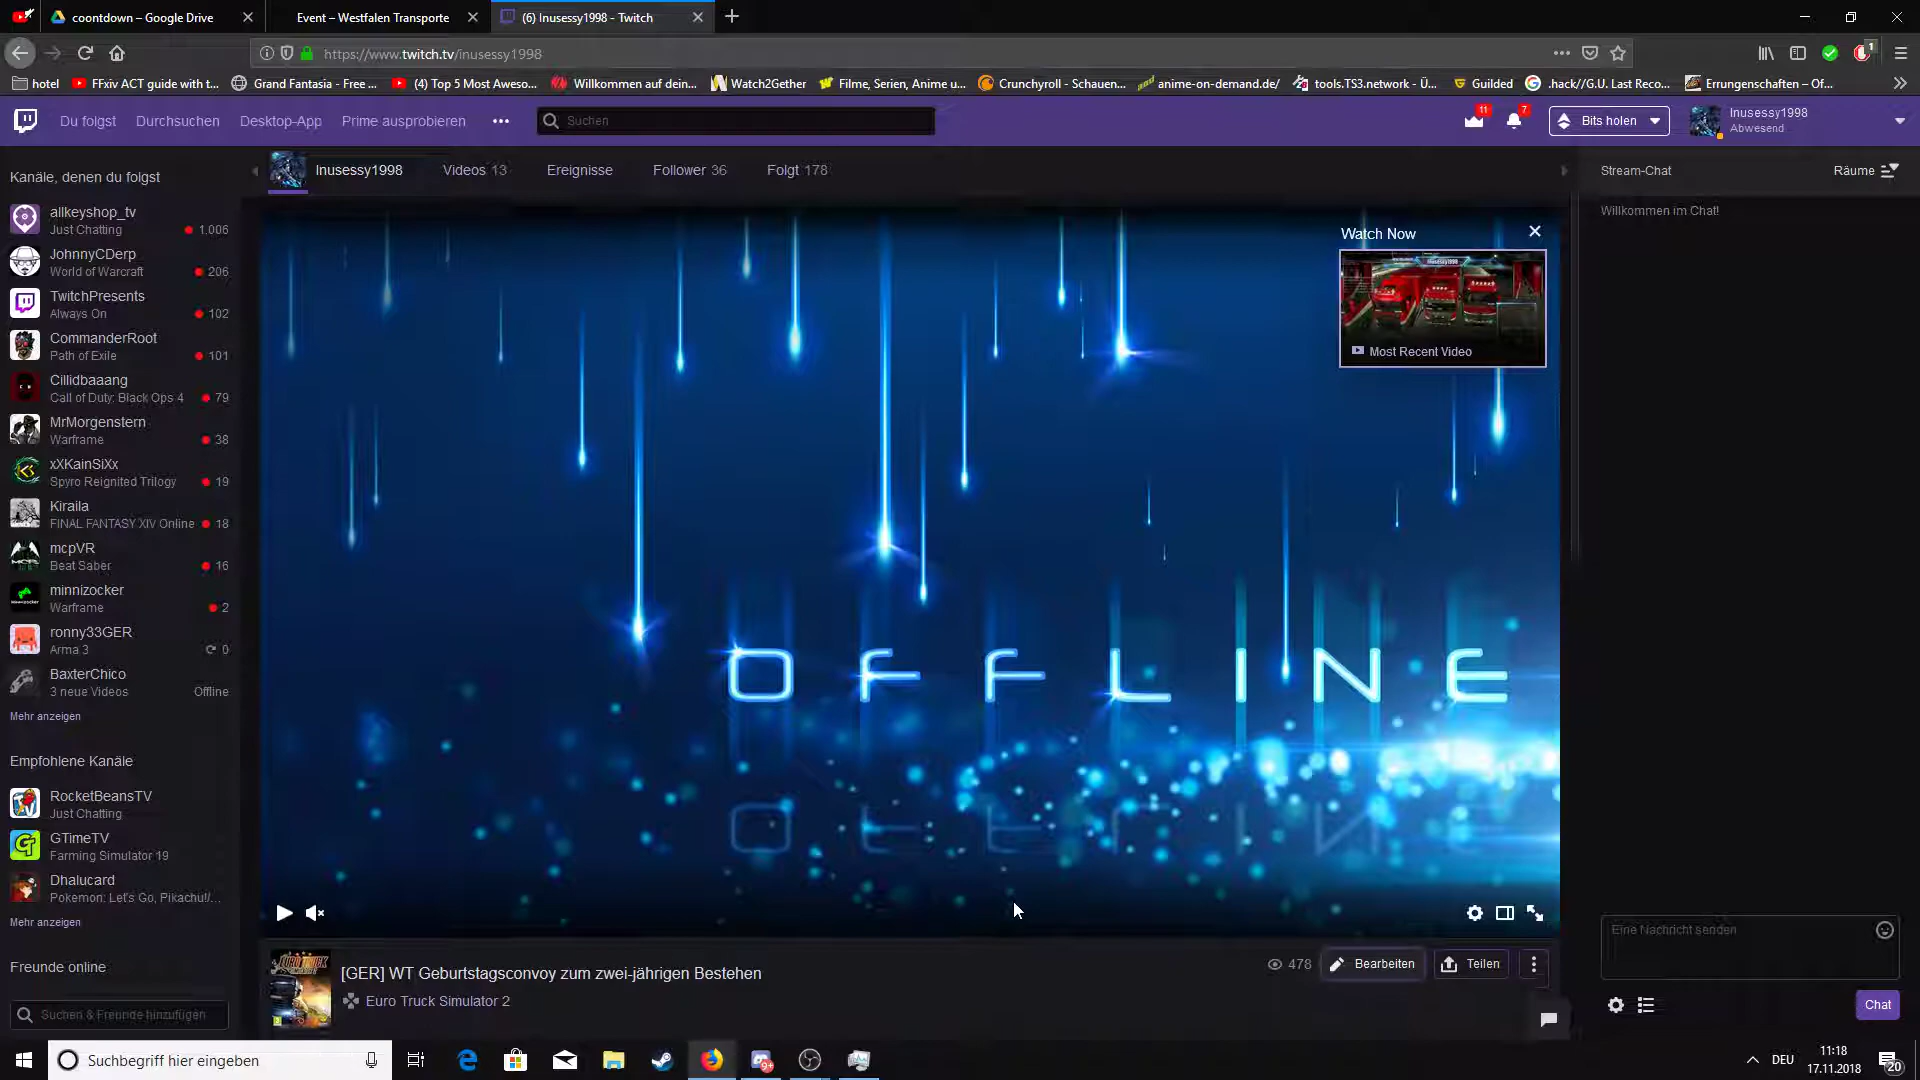 coontdown – Google Drive
Event – Westfalen Transporte
(6) Inusessy1998 - Twitch
https://www.twitch.tv/inusessy1998
1
hotel
FFxiv ACT guide with t...
Grand Fantasia - Free ...
(4) Top 5 Most Aweso...
Willkommen auf dein...
Watch2Gether
Filme, Serien, Anime u...
Crunchyroll - Schauen...
anime-on-demand.de/
tools.TS3.network - Ü...
Guilded
.hack//G.U. Last Reco...
Errungenschaften – Of...
Du folgst
Durchsuchen
Desktop-App
Prime ausprobieren
Suchen
11
7
Bits holen
Inusessy1998
Abwesend
Kanäle, denen du folgst
Inusessy1998
Videos 13
Ereignisse
Follower 36
Folgt 178
Stream-Chat
Räume
Willkommen im Chat!
allkeyshop_tv
Just Chatting
1.006
JohnnyCDerp
World of Warcraft
206
TwitchPresents
Always On
102
CommanderRoot
Path of Exile
101
Cillidbaaang
Call of Duty: Black Ops 4
79
MrMorgenstern
Warframe
38
xXKainSiXx
Spyro Reignited Trilogy
19
Kiraila
FINAL FANTASY XIV Online
18
mcpVR
Beat Saber
16
minnizocker
Warframe
2
ronny33GER
Arma 3
0
BaxterChico
3 neue Videos
Offline
Mehr anzeigen
Empfohlene Kanäle
RocketBeansTV
Just Chatting
GTimeTV
Farming Simulator 19
Dhalucard
Pokemon: Let's Go, Pikachu!/...
Mehr anzeigen
Freunde online
Suchen & Freunde hinzufügen
Watch Now
Most Recent Video
OFFLINE
[GER] WT Geburtstagsconvoy zum zwei-jährigen Bestehen
Euro Truck Simulator 2
478
Bearbeiten
Teilen
Eine Nachricht senden
Chat
Suchbegriff hier eingeben
9+
DEU
11:18
17.11.2018
20